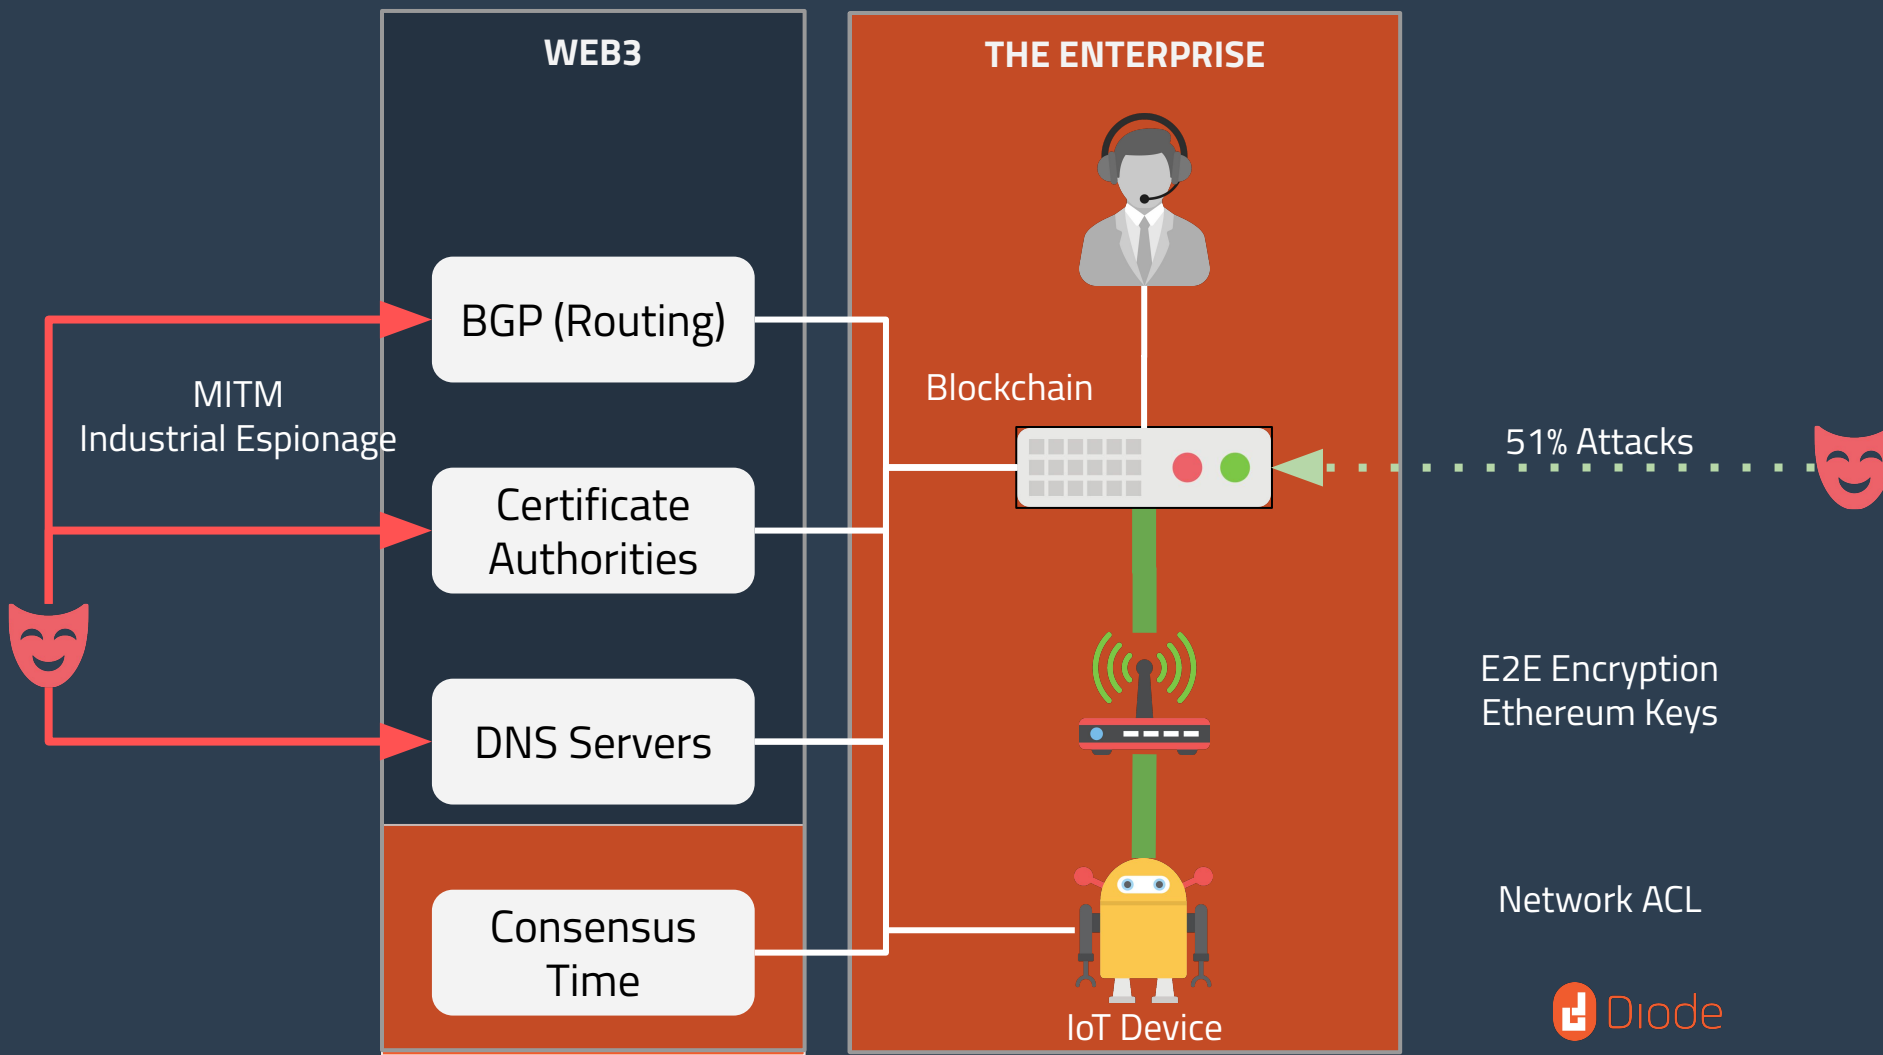 WEB3
THE ENTERPRISE
BGP (Routing)
MITM
Industrial Espionage
Blockchain
51% Attacks
Certificate
Authorities
E2E Encryption
Ethereum Keys
DNS Servers
Network ACL
Consensus
Time
IoT Device
Diode